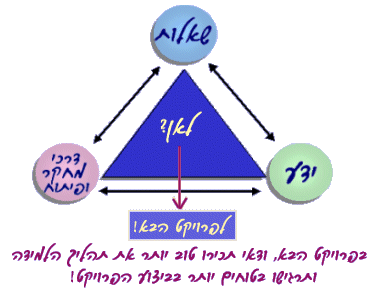 שאלות
לאן?
דרכי
מחקר
ופיתוח
ידע
לפרויקט הבא!
בפרויקט הבא, ודאי תכירו טוב יותר את תהליך הלמידה
ותרגישו בטוחים יותר בביצוע הפרויקט!